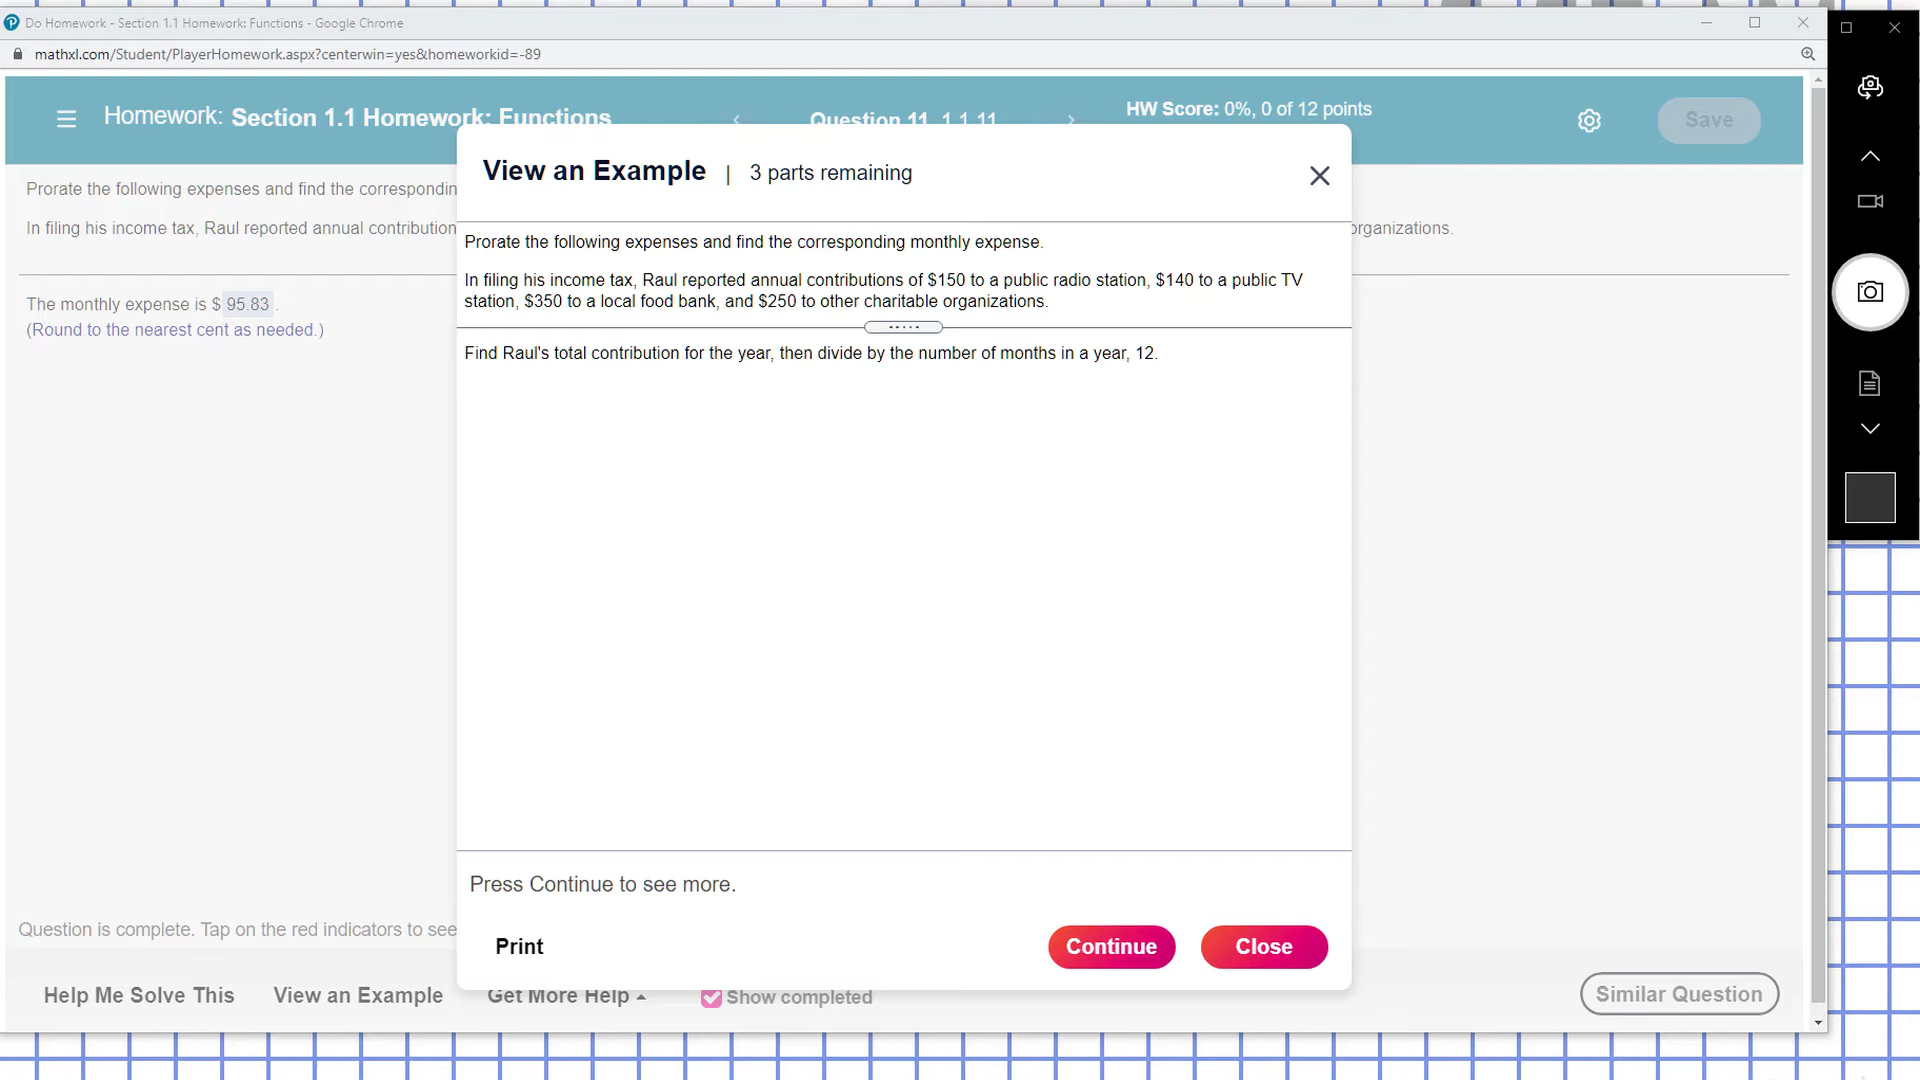 Do Homework - Section 1.1 Homework: Functions - Google Chrome
mathxl.com/Student/PlayerHomework.aspx?centerwin=yes&homeworkid=-89
Homework: Section 1.1 Homework: Functions
Question 11, 1.1.11
HW Score: 0%, 0 of 12 points
Save
Prorate the following expenses and find the correspondin
In filing his income tax, Raul reported annual contribution
organizations.
The monthly expense is $ 95.83 .
(Round to the nearest cent as needed.)
View an Example | 3 parts remaining
Prorate the following expenses and find the corresponding monthly expense.
In filing his income tax, Raul reported annual contributions of $150 to a public radio station, $140 to a public TV
station, $350 to a local food bank, and $250 to other charitable organizations.
Find Raul's total contribution for the year, then divide by the number of months in a year, 12.
Press Continue to see more.
Print
Continue
Close
Question is complete. Tap on the red indicators to see
Help Me Solve This
View an Example
Get More Help
Show completed
Similar Question